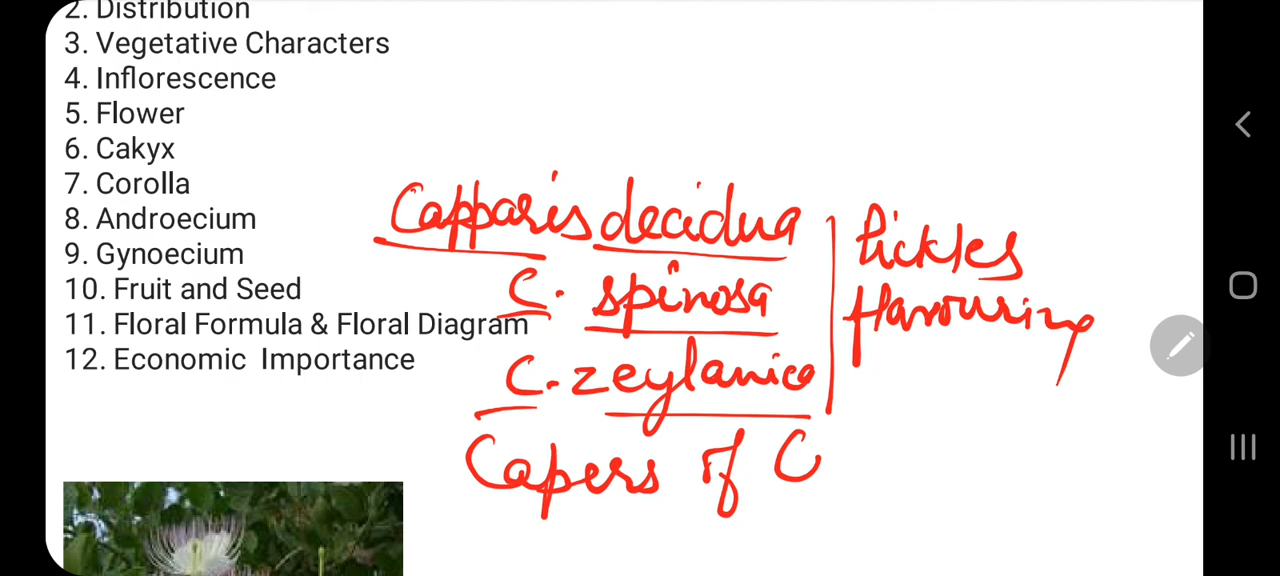 2. Distribution
3. Vegetative Characters
4. Inflorescence
5. Flower
6. Cakyx
7. Corolla
8. Androecium
9. Gynoecium
10. Fruit and Seed
11. Floral Formula & Floral Diagram
12. Economic Importance
Capparis decidua
C. spinosa
C. zeylanica
Pickles
flavouring
Capers of C